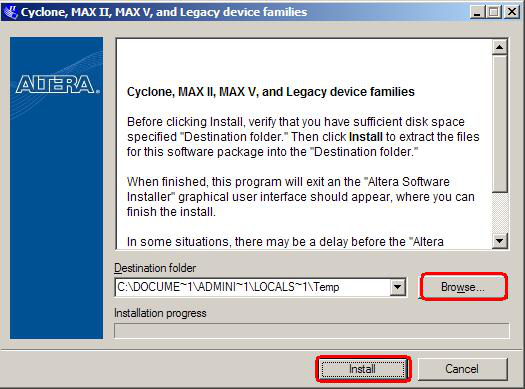 Cyclone, MAX II, MAX V, and Legacy device families
ALTERA.
Cyclone, MAX II, MAX V, and Legacy device families
Before clicking Install, verify that you have sufficient disk space
specified "Destination folder." Then click Install to extract the files
for this software package into the "Destination folder."
When finished, this program will exit an the "Altera Software
Installer" graphical user interface should appear, where you can
finish the install.
In some situations, there may be a delay before the "Altera
Destination folder
C:\DOCUME~1\ADMINI~1\LOCALS~1\Temp
Browse...
Installation progress
Install
Cancel